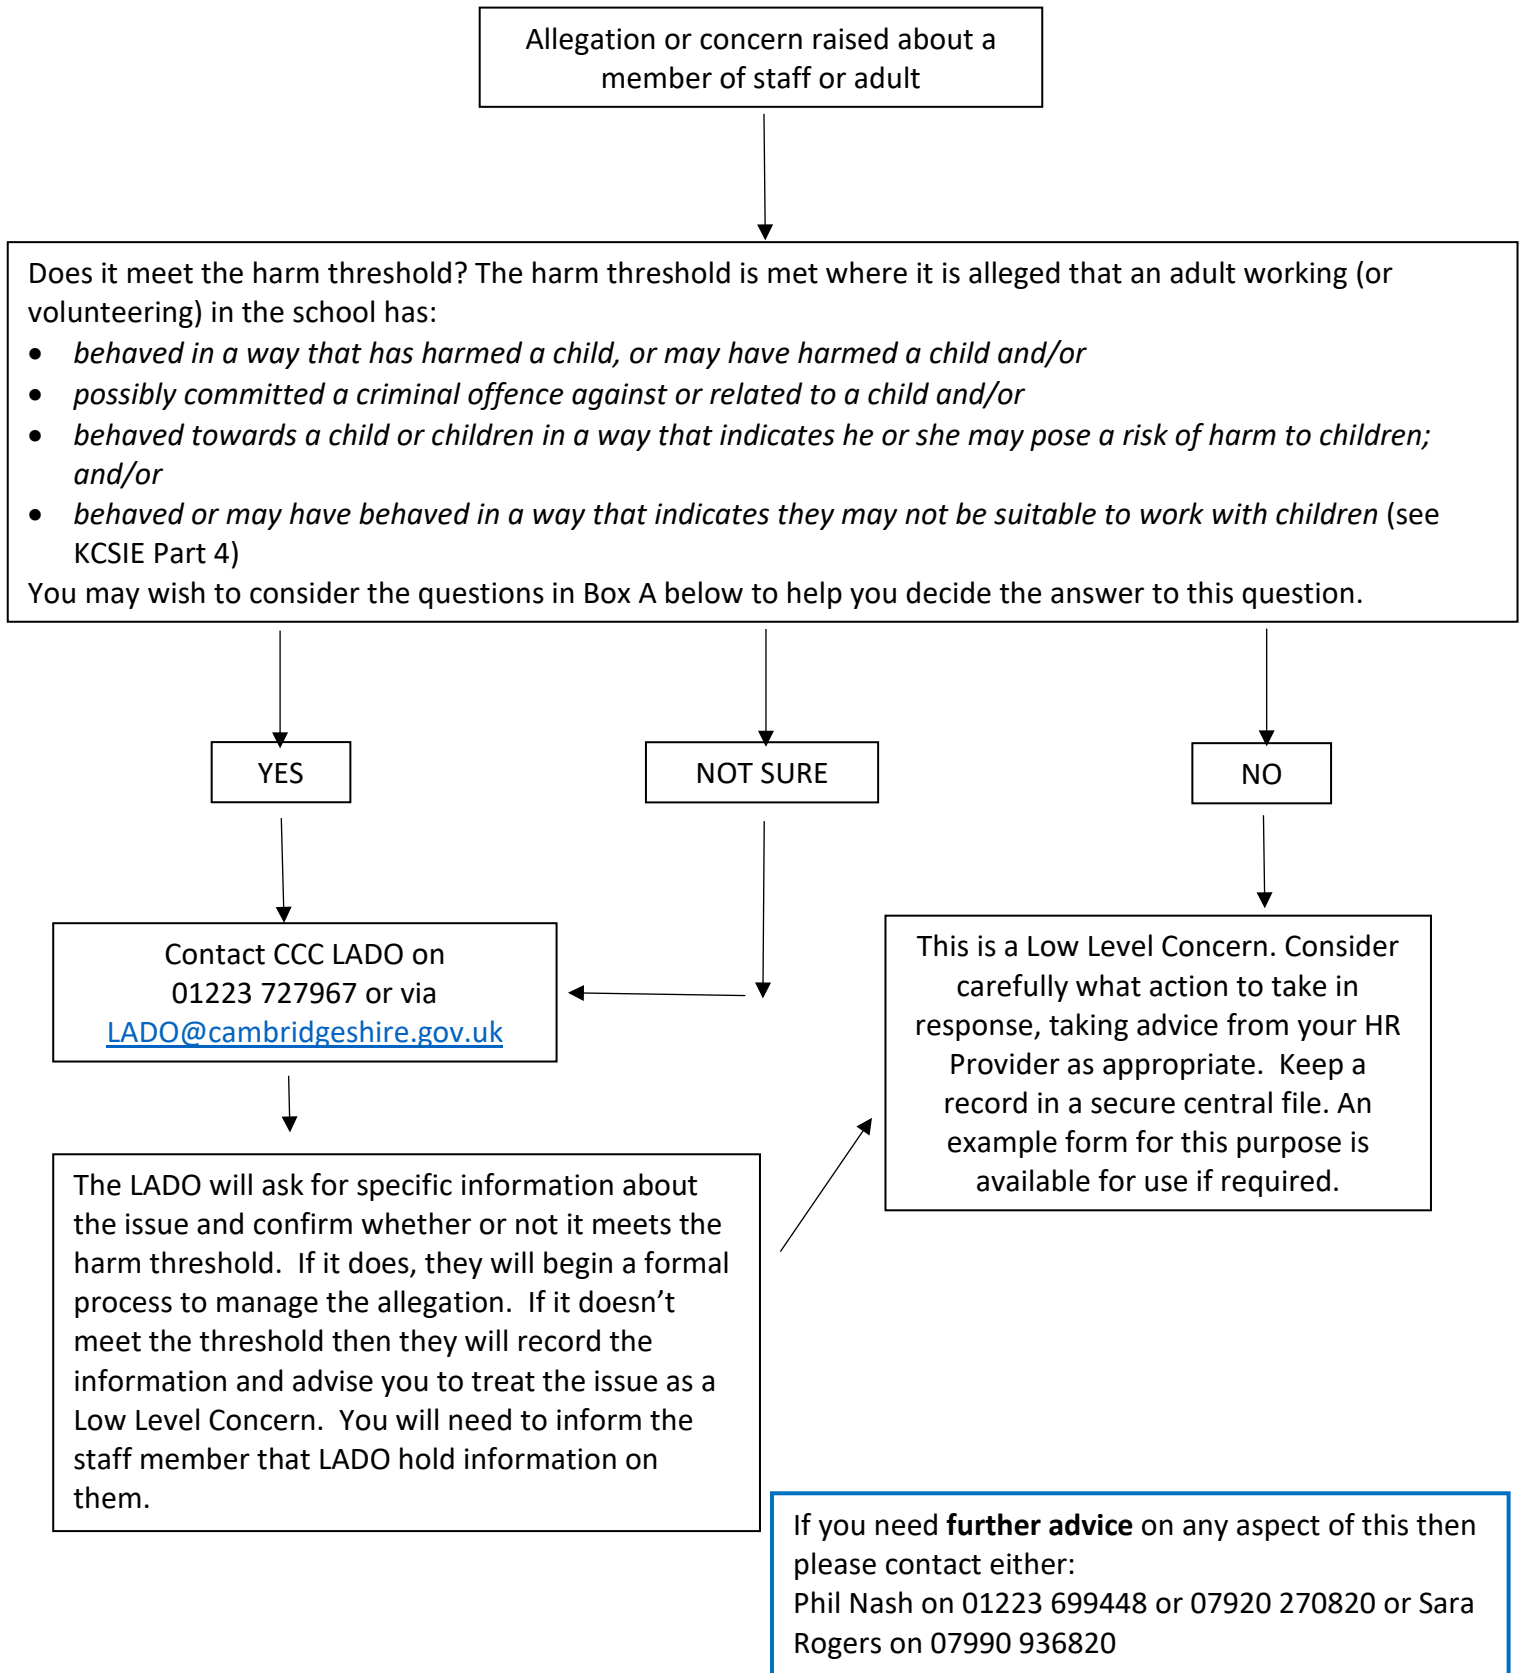 Allegation or concern raised about a
member of staff or adult
Does it meet the harm threshold? The harm threshold is met where it is alleged that an adult working (or
volunteering) in the school has:
• behaved in a way that has harmed a child, or may have harmed a child and/or
• possibly committed a criminal offence against or related to a child and/or
• behaved towards a child or children in a way that indicates he or she may pose a risk of harm to children;
and/or
• behaved or may have behaved in a way that indicates they may not be suitable to work with children (see
KCSIE Part 4)
You may wish to consider the questions in Box A below to help you decide the answer to this question.
YES
NOT SURE
NO
Contact CCC LADO on
01223 727967 or via
LADO@cambridgeshire.gov.uk
This is a Low Level Concern. Consider
carefully what action to take in
response, taking advice from your HR
Provider as appropriate.  Keep a
record in a secure central file. An
example form for this purpose is
available for use if required.
The LADO will ask for specific information about
the issue and confirm whether or not it meets the
harm threshold.  If it does, they will begin a formal
process to manage the allegation.  If it doesn’t
meet the threshold then they will record the
information and advise you to treat the issue as a
Low Level Concern.  You will need to inform the
staff member that LADO hold information on
them.
If you need further advice on any aspect of this then
please contact either:
Phil Nash on 01223 699448 or 07920 270820 or Sara
Rogers on 07990 936820